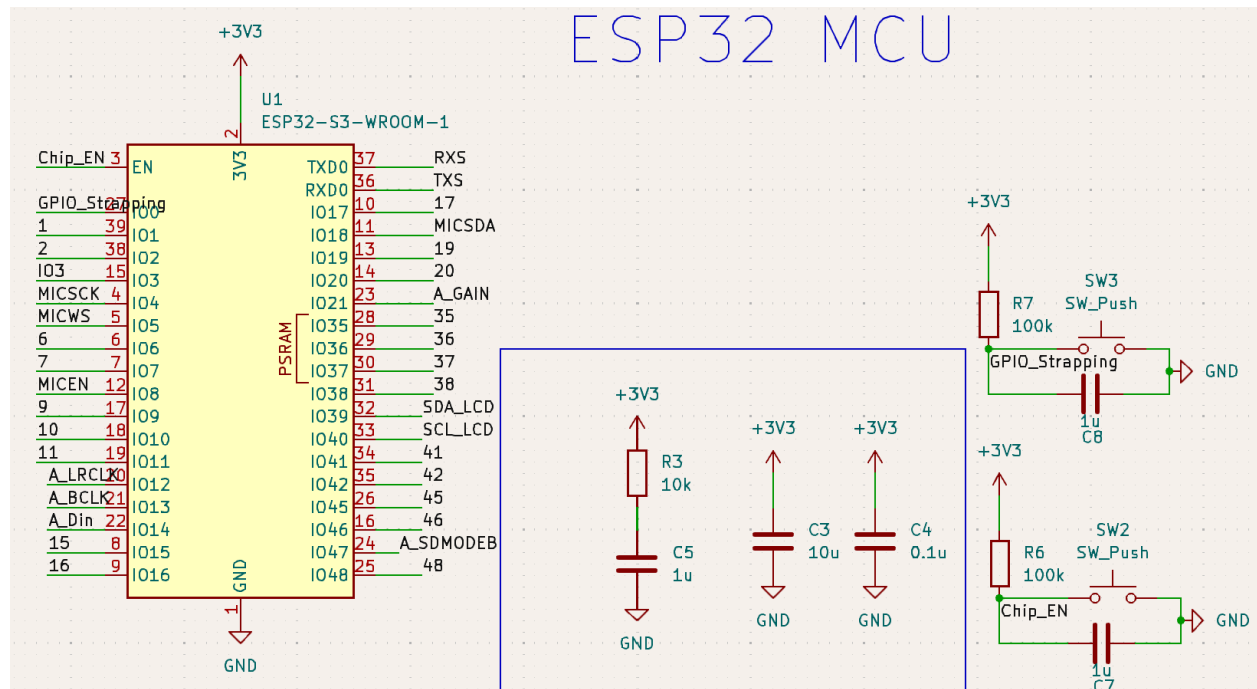 ESP32 MCU
+3V3
U1
ESP32-S3-WROOM-1
2
3V3
Chip_EN 3 EN
GPIO_Strapping 27 IO0
1 39 IO1
2 38 IO2
IO3 15 IO3
MICSCK 4 IO4
MICWS 5 IO5
6 6 IO6
7 7 IO7
MICEN 12 IO8
9 17 IO9
10 18 IO10
11 19 IO11
A_LRCLK 20 IO12
A_BCLK 21 IO13
A_Din 22 IO14
15 8 IO15
16 9 IO16
TXD0 37 RXS
RXD0 36 TXS
IO17 10 17
IO18 11 MICSDA
IO19 13 19
IO20 14 20
IO21 23 A_GAIN
IO35 28 35
IO36 29 36
IO37 30 37
IO38 31 38
IO39 32 SDA_LCD
IO40 33 SCL_LCD
IO41 34 41
IO42 35 42
IO45 26 45
IO46 16 46
IO47 24 A_SDMODEB
IO48 25 48
PSRAM
GND
1
GND
+3V3
R3
10k
C5
1u
GND
+3V3
C3
10u
GND
+3V3
C4
0.1u
GND
+3V3
R7
100k
SW3
SW_Push
GPIO_Strapping
GND
1u
C8
+3V3
R6
100k
SW2
SW_Push
Chip_EN
GND
1u
C7